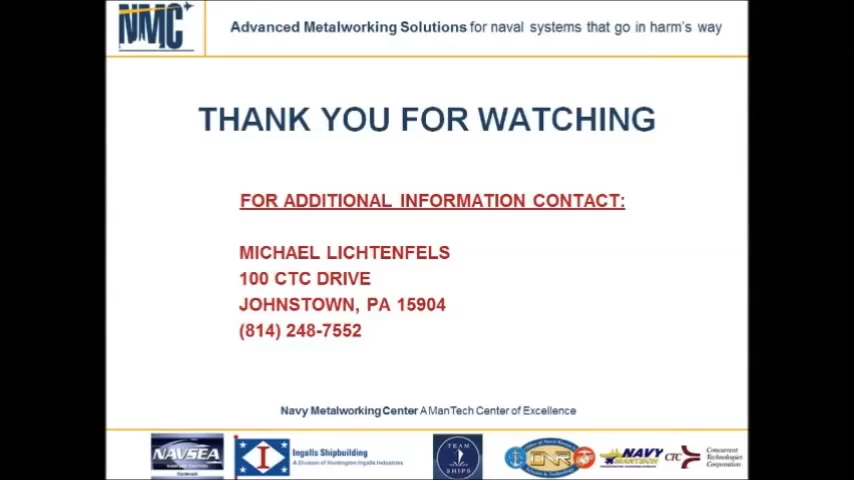 NMC
Advanced Metalworking Solutions for naval systems that go in harm's way
THANK YOU FOR WATCHING
FOR ADDITIONAL INFORMATION CONTACT:
MICHAEL LICHTENFELS
100 CTC DRIVE
JOHNSTOWN, PA 15904
(814) 248-7552
Navy Metalworking Center A ManTech Center of Excellence
NAVSEA
Ingalls Shipbuilding
A Division of Huntington Ingalls Industries
TEAM
SHIPS
ONR
NAVY
MANTECH
CTC
Concurrent
Technologies
Corporation